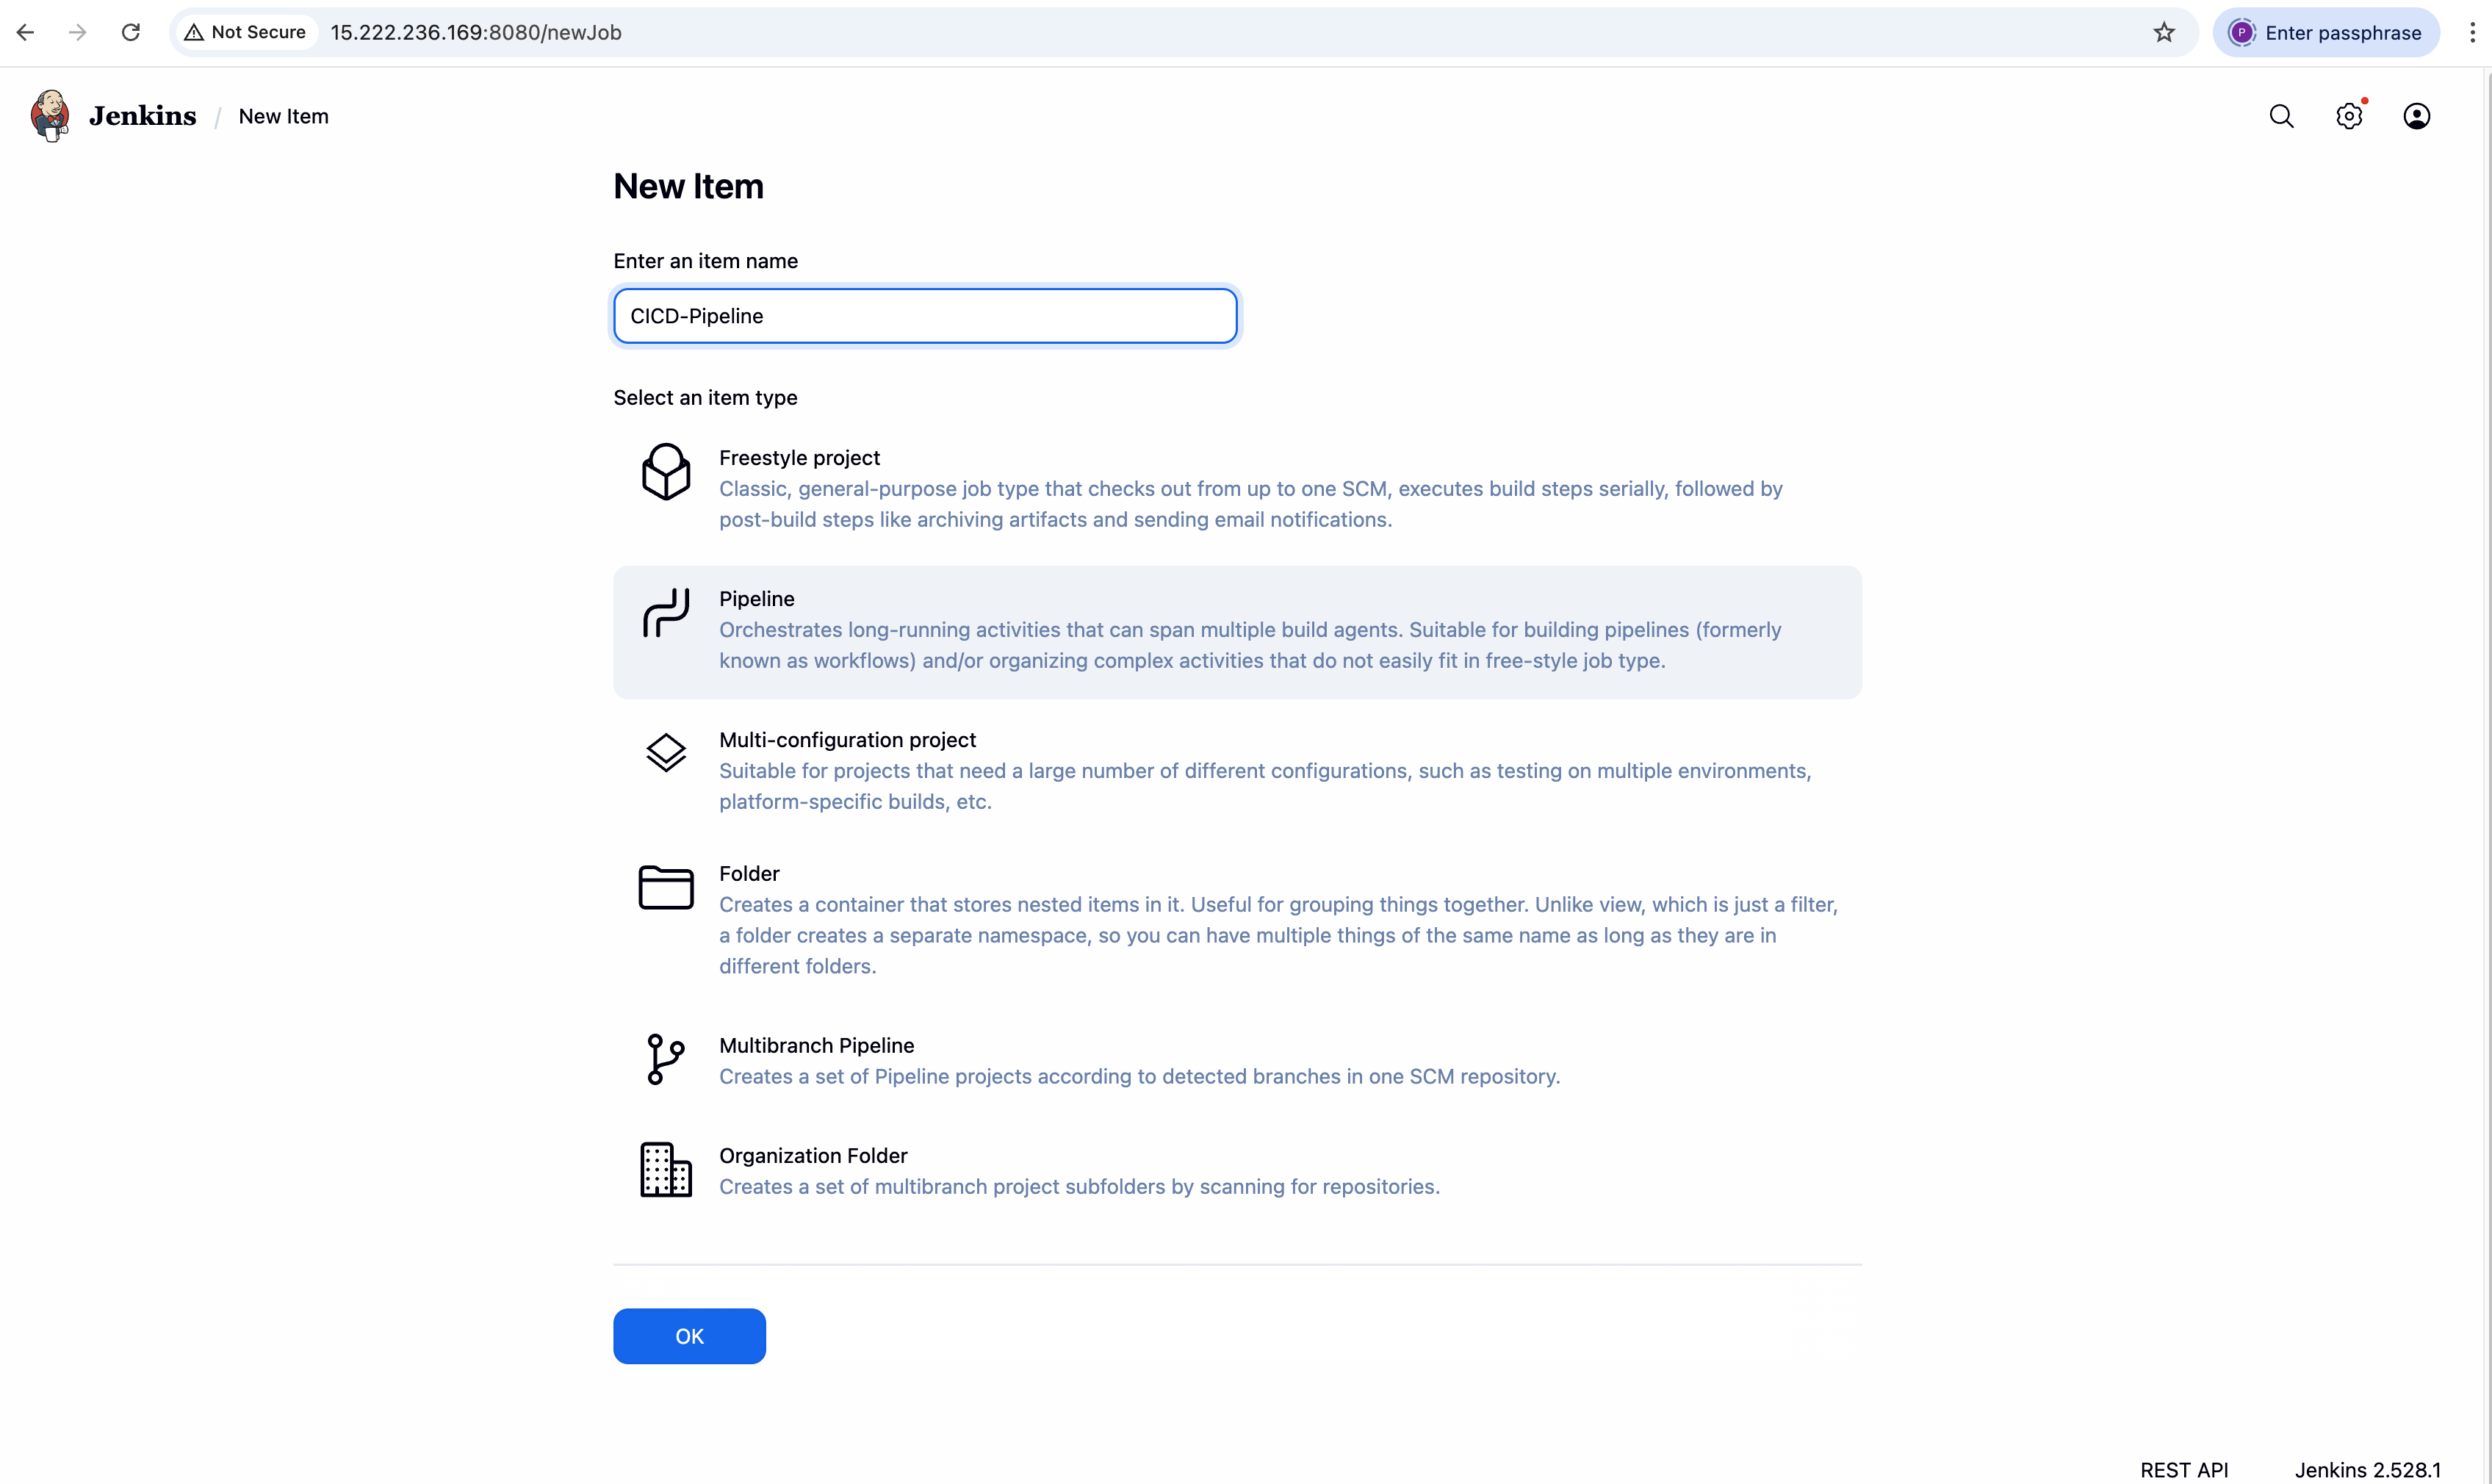 Not Secure 15.222.236.169:8080/newJob P Enter passphrase
Jenkins / New Item
New Item
Enter an item name
CICD-Pipeline
Select an item type
Freestyle project
Classic, general-purpose job type that checks out from up to one SCM, executes build steps serially, followed by
post-build steps like archiving artifacts and sending email notifications.
Pipeline
Orchestrates long-running activities that can span multiple build agents. Suitable for building pipelines (formerly
known as workflows) and/or organizing complex activities that do not easily fit in free-style job type.
Multi-configuration project
Suitable for projects that need a large number of different configurations, such as testing on multiple environments,
platform-specific builds, etc.
Folder
Creates a container that stores nested items in it. Useful for grouping things together. Unlike view, which is just a filter,
a folder creates a separate namespace, so you can have multiple things of the same name as long as they are in
different folders.
Multibranch Pipeline
Creates a set of Pipeline projects according to detected branches in one SCM repository.
Organization Folder
Creates a set of multibranch project subfolders by scanning for repositories.
OK
REST API Jenkins 2.528.1